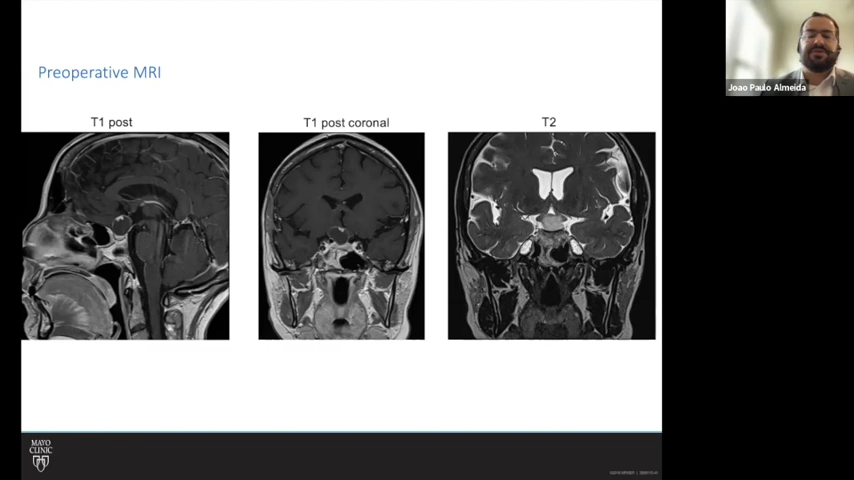 Preoperative MRI
T1 post
T1 post coronal
T2
Joao Paulo Almeida
MAYO
CLINIC